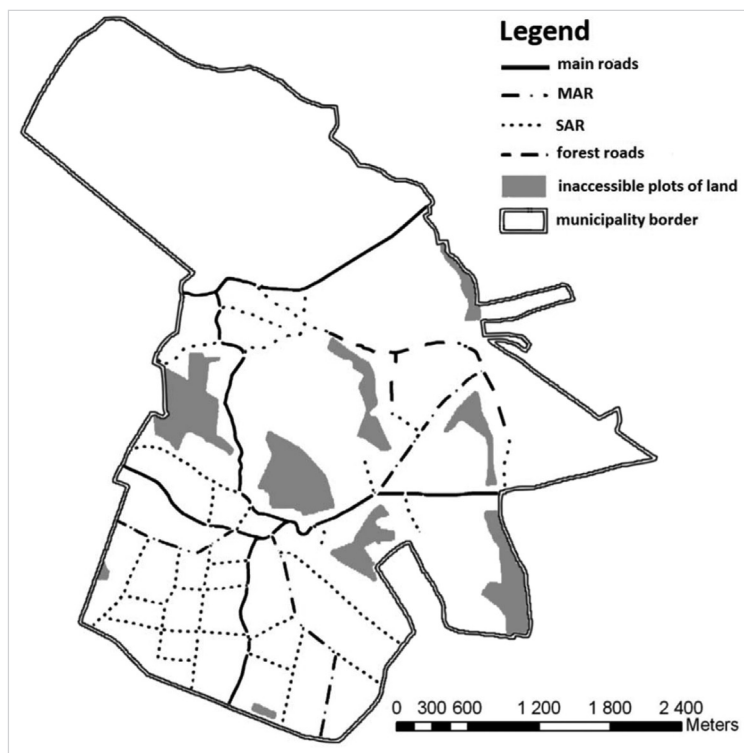 Legend
main roads
MAR
SAR
forest roads
inaccessible plots of land
municipality border
0 300 600 1 200 1 800 2 400
Meters